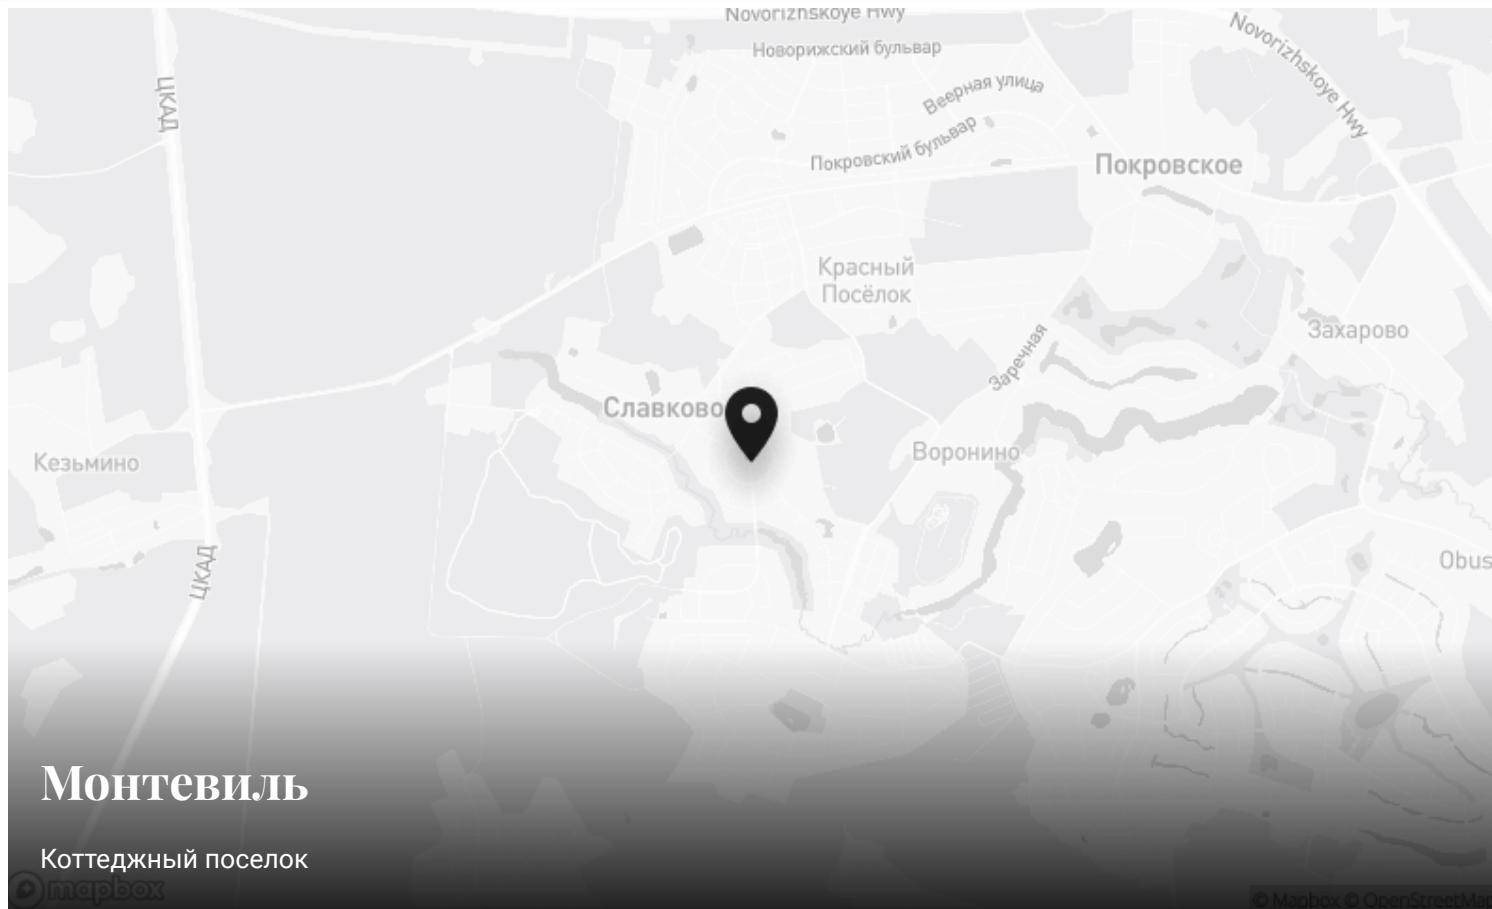 Novorizhskoye Hwy
Новорижский бульвар
Novorizhskoye Hwy
ЦКАД
Веерная улица
Покровский бульвар
Покровское
Красный
Посёлок
Захарово
Заречная
Славково
Воронино
Кезьмино
ЦКАД
Obus
Монтевиль
Коттеджный поселок
mapbox
© Mapbox © OpenStreetMap